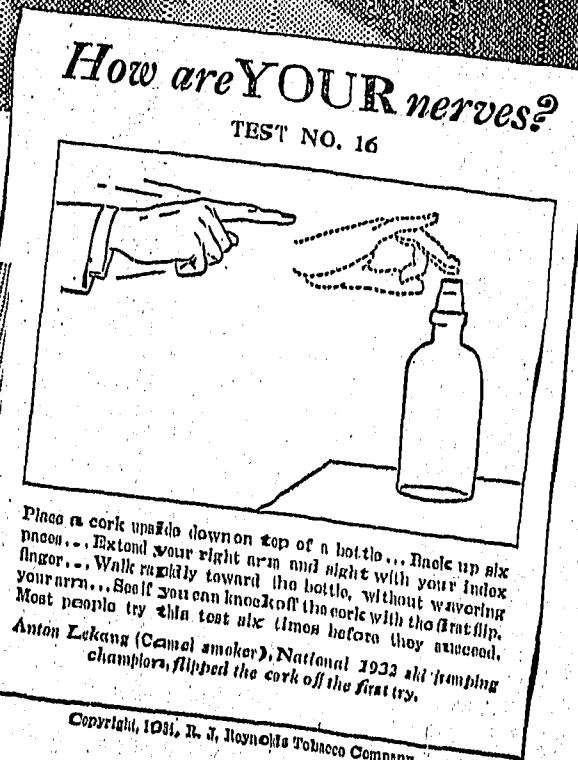 How are YOUR nerves?
TEST NO. 16
Place a cork upside down on top of a bottle... Back up six
paces... Extend your right arm and sight with your index
finger... Walk rapidly toward the bottle, without wavering
your arm... See if you can knock off the cork with the first flip.
Most people try this test six times before they succeed.
Anton Lekang (Camel smoker), National 1933 ski jumping
champion, flipped the cork off the first try.
Copyright, 1934, R. J. Reynolds Tobacco Company